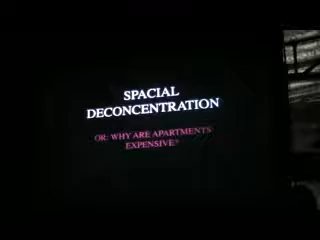 SPACIAL
DECONCENTRATION
OR: WHY ARE APARTMENTS
EXPENSIVE?